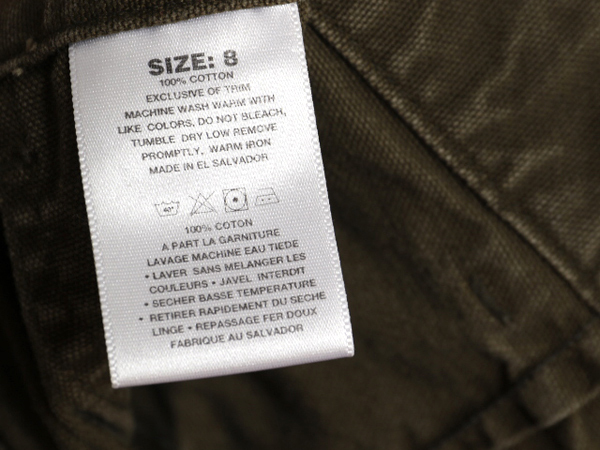 SIZE: 8
100% COTTON
EXCLUSIVE OF TRIM
MACHINE WASH WARM WITH
LIKE COLORS, DO NOT BLEACH,
TUMBLE DRY LOW REMOVE
PROMPTLY, WARM IRON
MADE IN EL SALVADOR
40°
100% COTON
A PART LA GARNITURE
LAVAGE MACHINE EAU TIEDE
• LAVER SANS MELANGER LES
COULEURS • JAVEL INTERDIT
• SECHER BASSE TEMPERATURE
• RETIRER RAPIDEMENT DU SECHE
LINGE • REPASSAGE FER DOUX
FABRIQUE AU SALVADOR